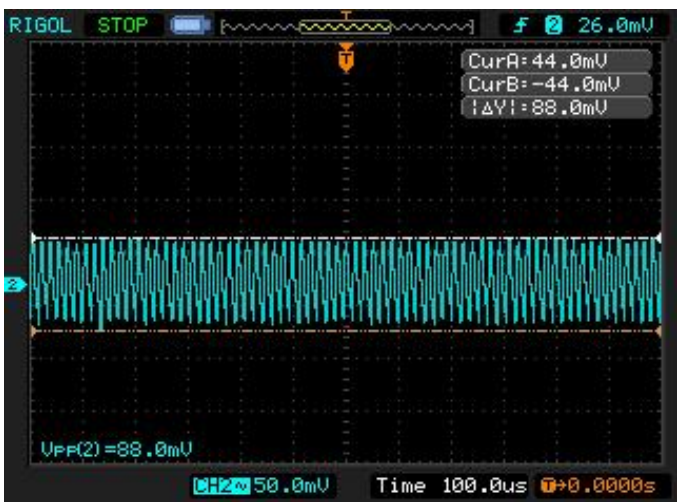 RIGOL STOP T ƒ 2 26.0mV
T
CurA=44.0mV
CurB=-44.0mV
|ΔY|=88.0mV
2
Vpp(2)=88.0mV
CH2~50.0mV Time 100.0us T→0.0000s